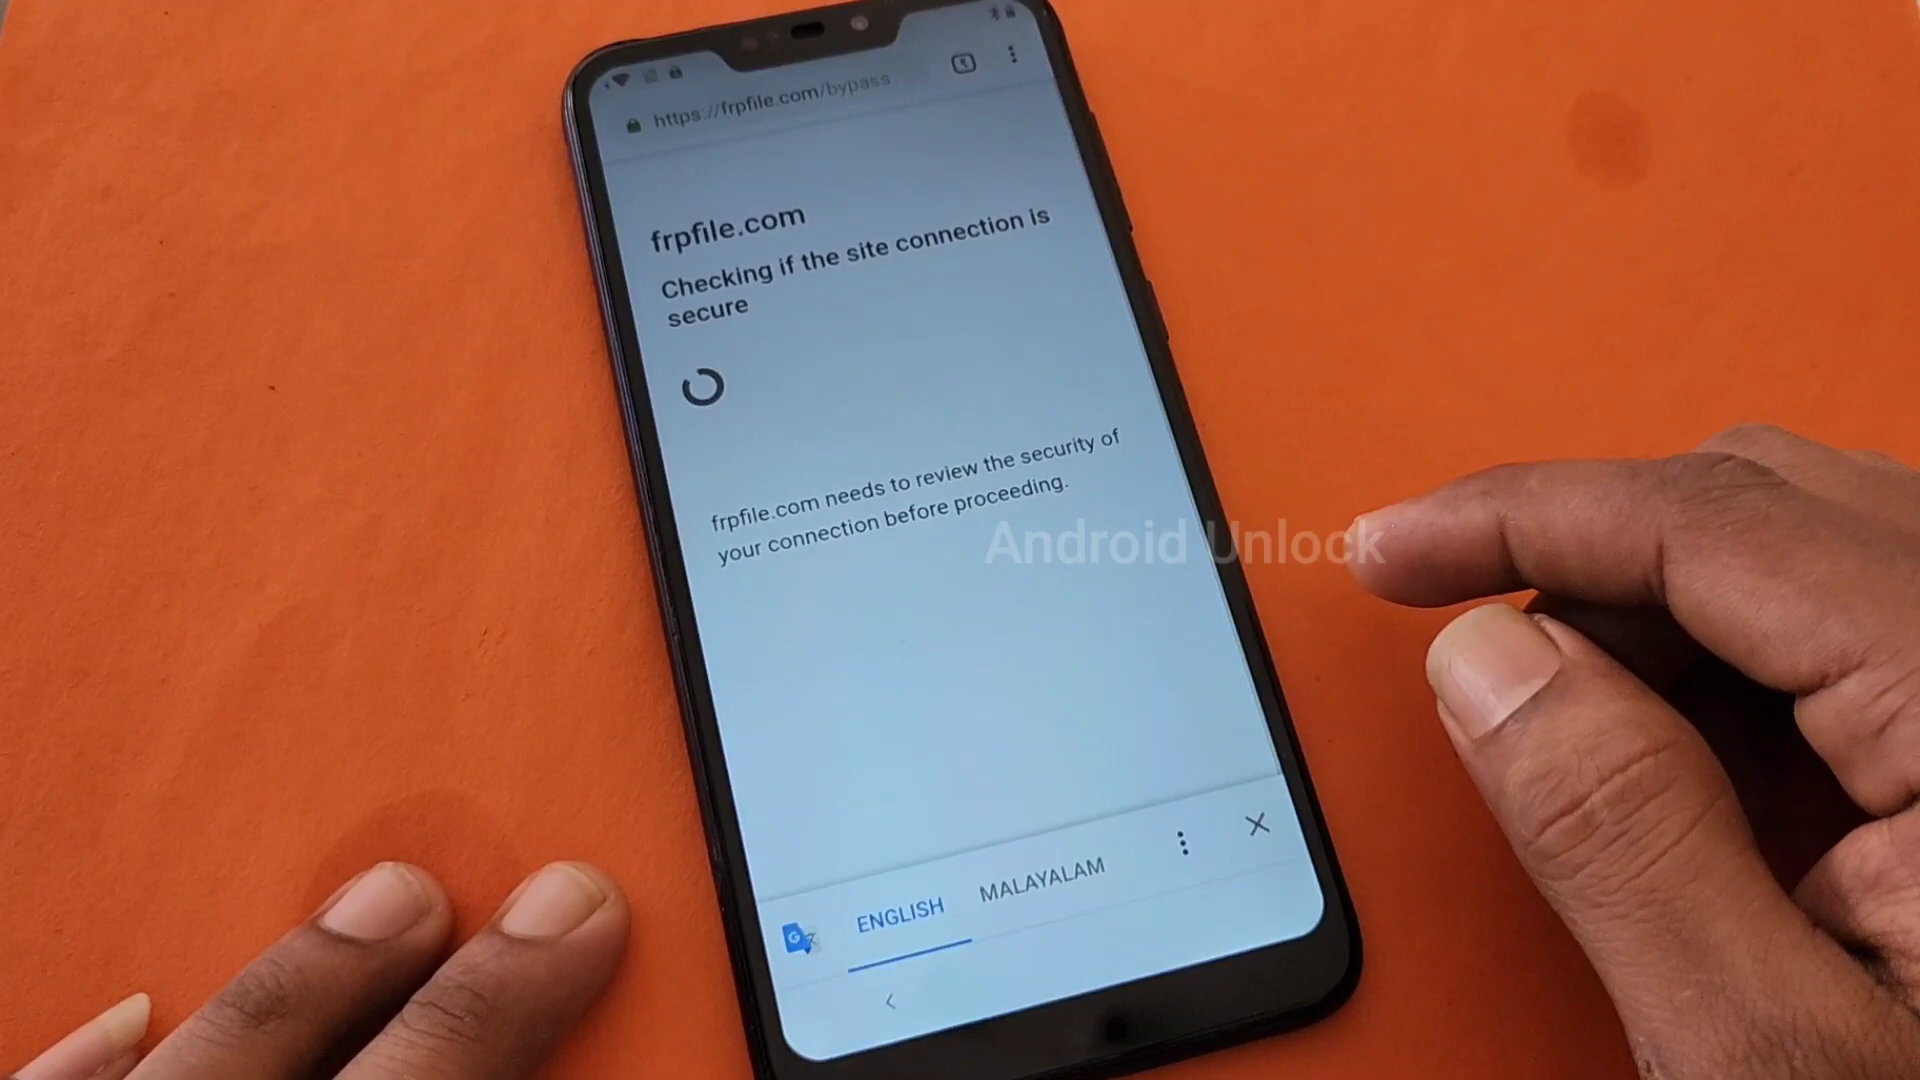 https://frpfile.com/bypass
frpfile.com
Checking if the site connection is
secure
frpfile.com needs to review the security of
your connection before proceeding.
Android Unlock
ENGLISH MALAYALAM